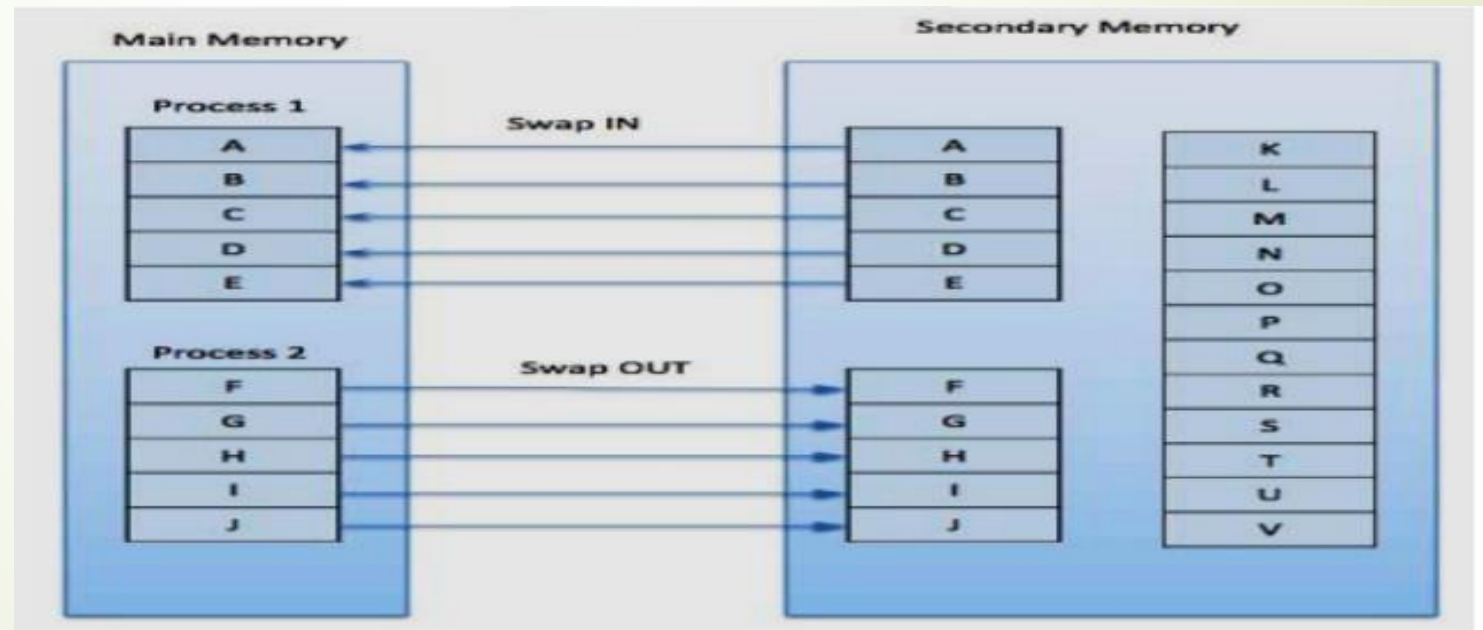 Main Memory
Secondary Memory
Process 1
Swap IN
A
B
C
D
E
Process 2
Swap OUT
F
G
H
I
J
A
B
C
D
E
F
G
H
I
J
K
L
M
N
O
P
Q
R
S
T
U
V